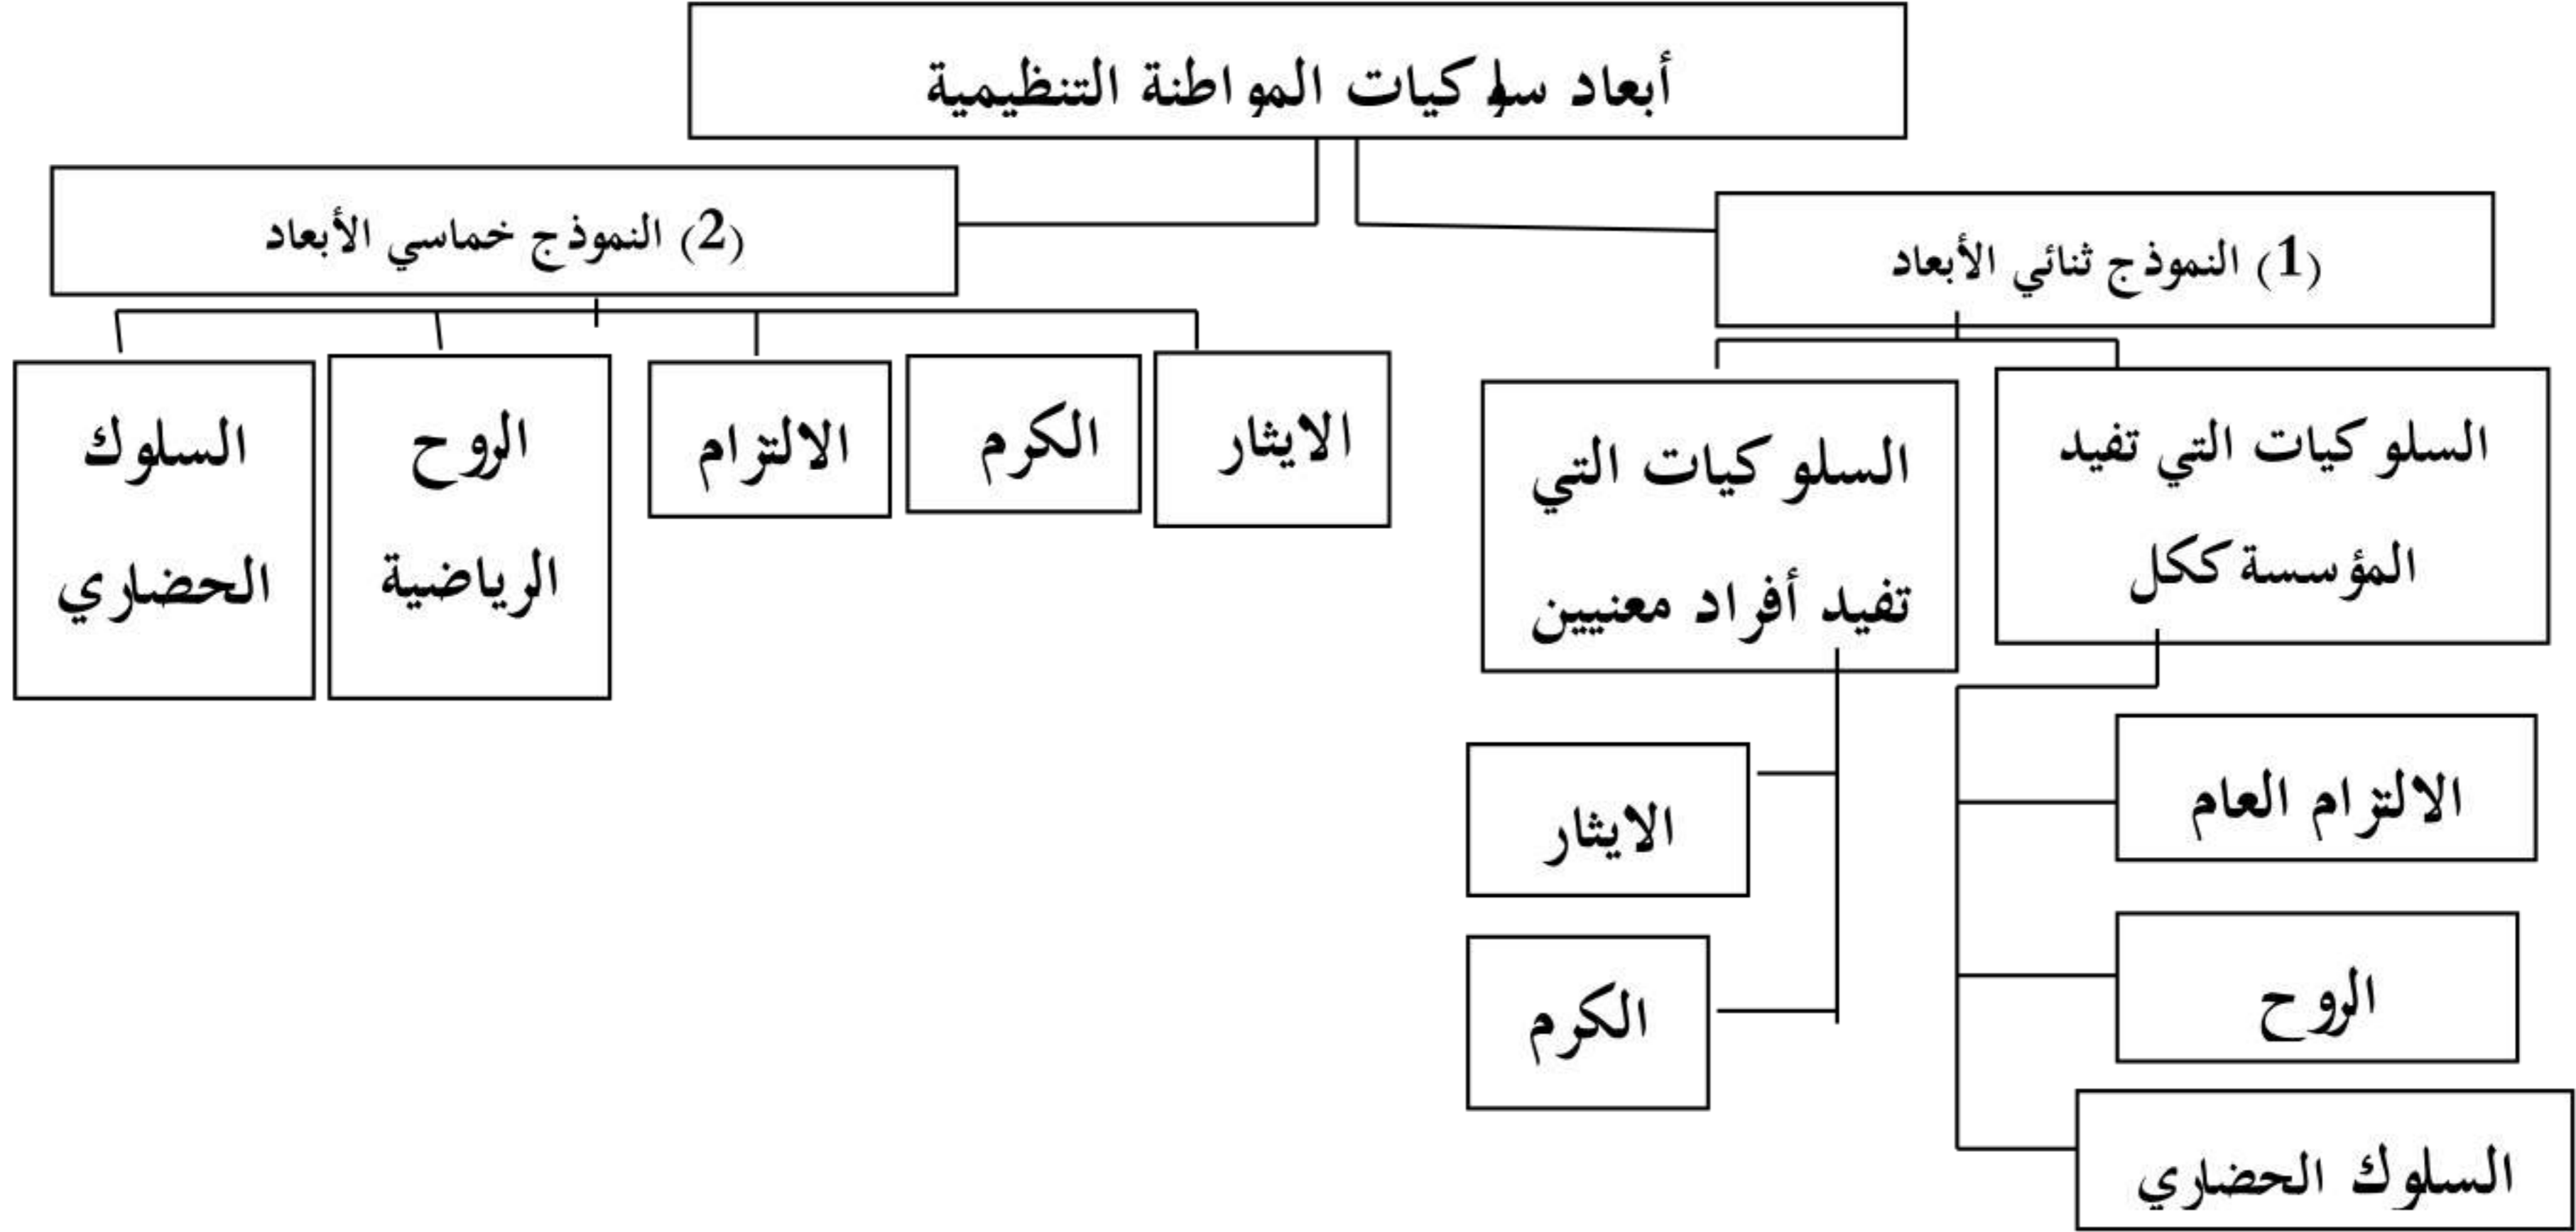 أبعاد سلوكيات المواطنة التنظيمية
(1) النموذج ثنائي الأبعاد
(2) النموذج خماسي الأبعاد
السلوكيات التي تفيد
المؤسسة ككل
السلوكيات التي
تفيد أفراد معنيين
الايثار
الكرم
الالتزام
الروح
الرياضية
السلوك
الحضاري
الالتزام العام
الروح
السلوك الحضاري
الايثار
الكرم